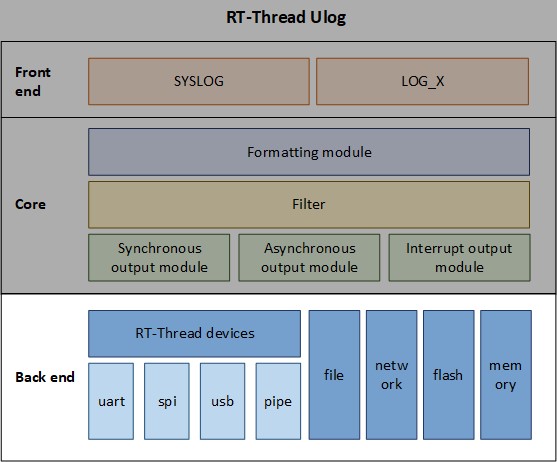 RT-Thread Ulog
Front
end
SYSLOG
LOG_X
Core
Formatting module
Filter
Synchronous
output module
Asynchronous
output module
Interrupt output
module
Back end
RT-Thread devices
uart
spi
usb
pipe
file
netw
ork
flash
mem
ory